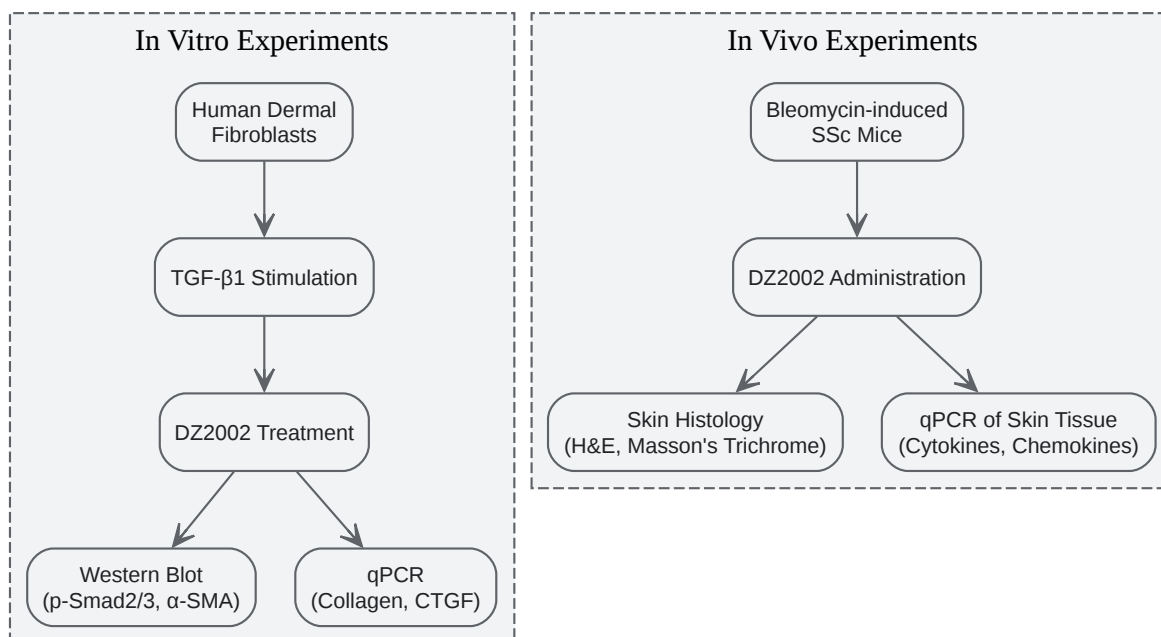 In Vitro Experiments
Human Dermal
Fibroblasts
TGF-β1 Stimulation
DZ2002 Treatment
Western Blot
(p-Smad2/3, α-SMA)
qPCR
(Collagen, CTGF)
In Vivo Experiments
Bleomycin-induced
SSc Mice
DZ2002 Administration
Skin Histology
(H&E, Masson's Trichrome)
qPCR of Skin Tissue
(Cytokines, Chemokines)